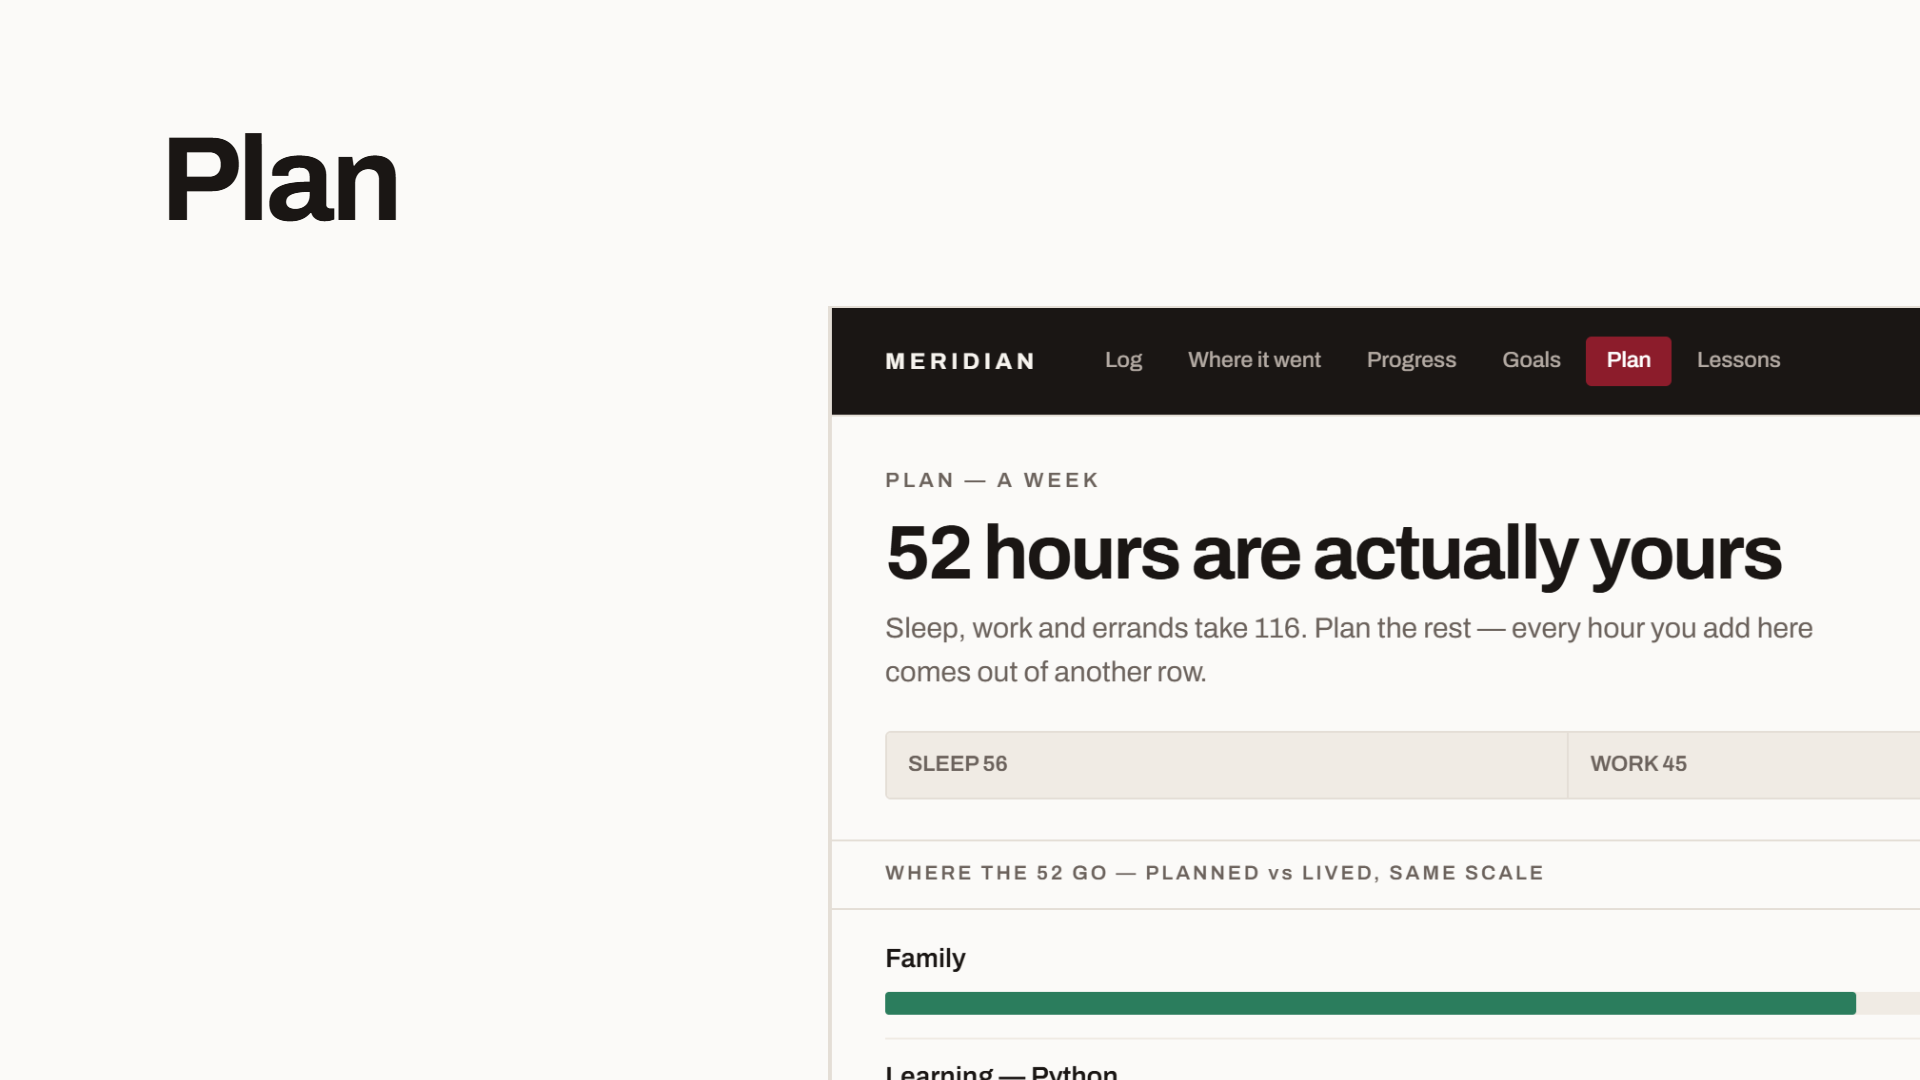 Plan
MERIDIAN Log Where it went Progress Goals Plan Lessons
PLAN — A WEEK
52 hours are actually yours
Sleep, work and errands take 116. Plan the rest — every hour you add here
comes out of another row.
SLEEP 56 WORK 45
WHERE THE 52 GO — PLANNED vs LIVED, SAME SCALE
Family
Learning — Python